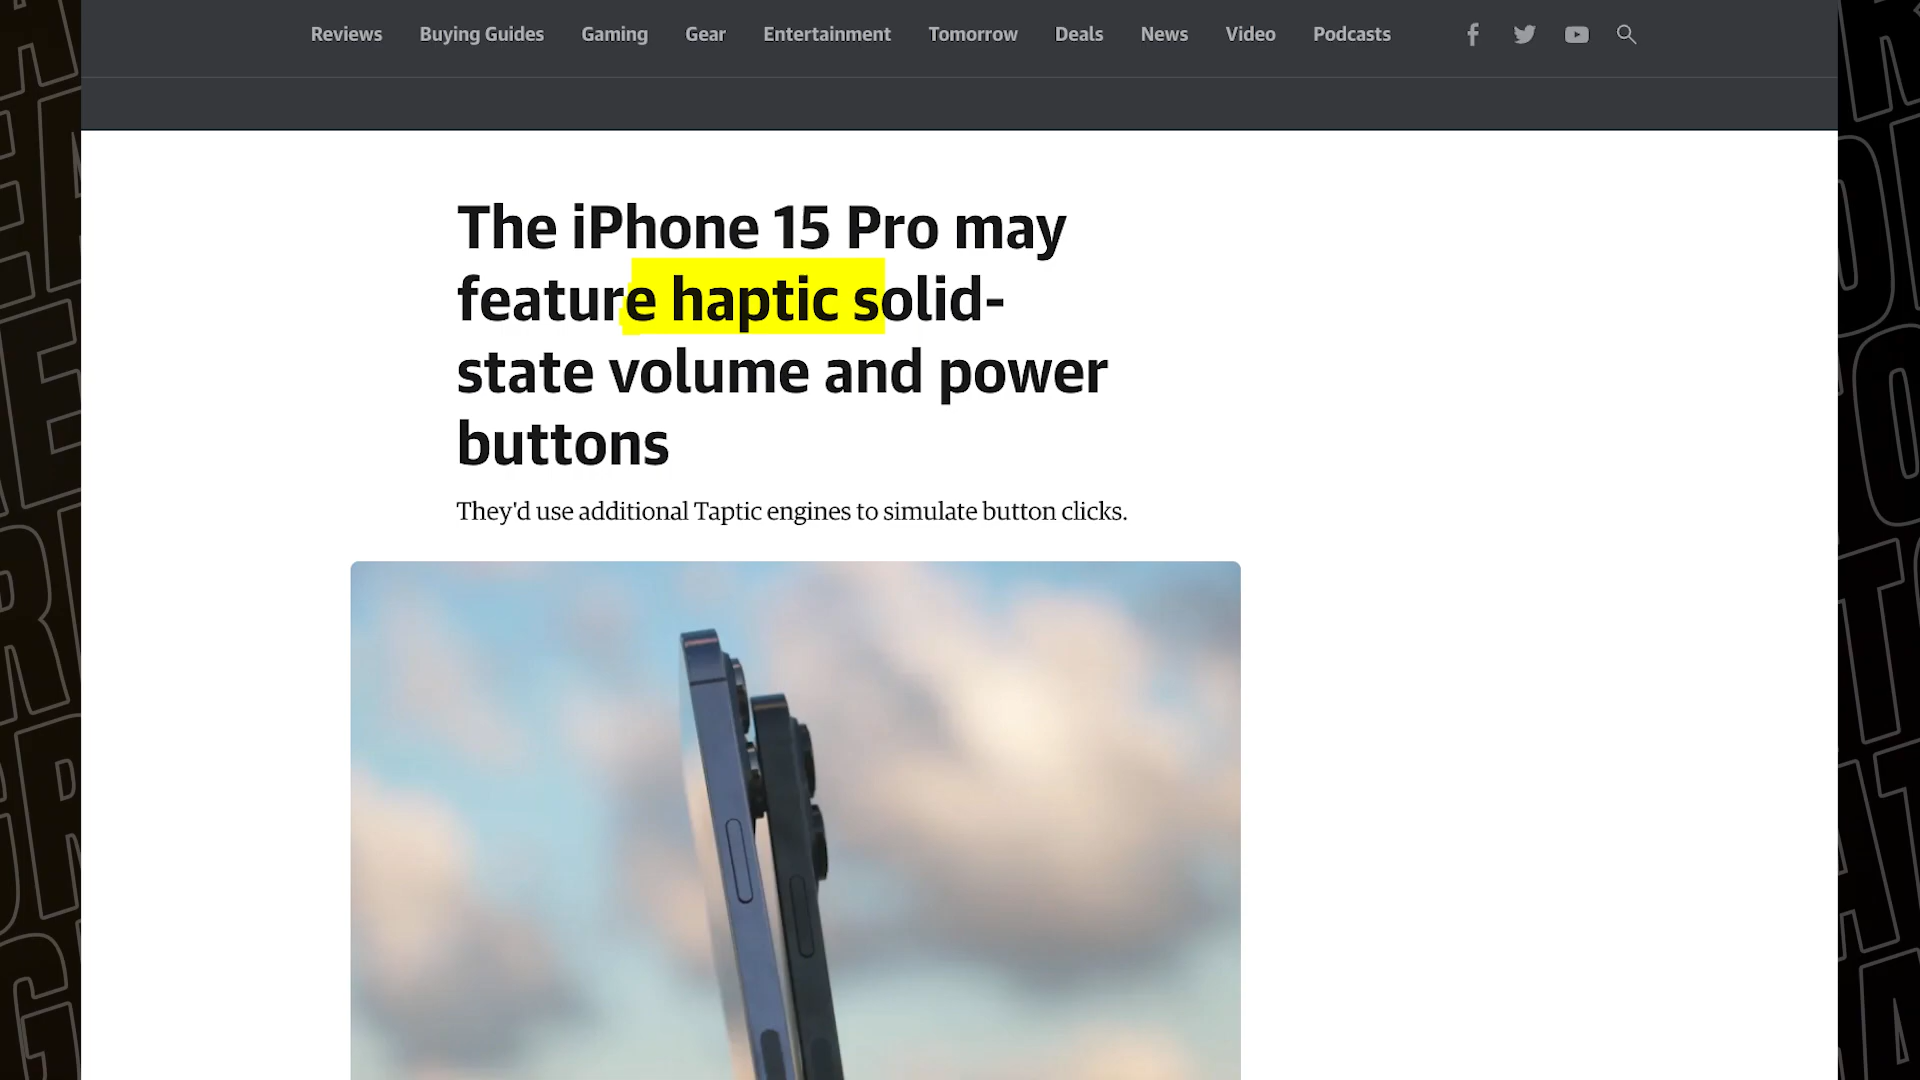 Reviews Buying Guides Gaming Gear Entertainment Tomorrow Deals News Video Podcasts
The iPhone 15 Pro may
feature haptic solid-
state volume and power
buttons
They'd use additional Taptic engines to simulate button clicks.